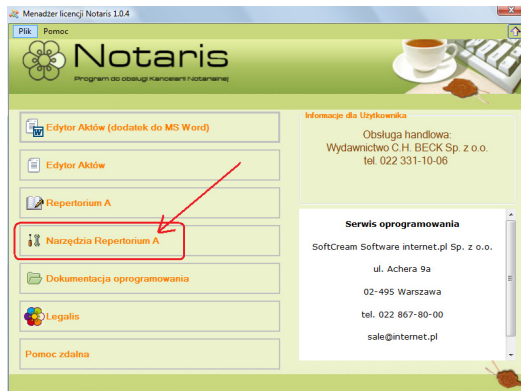 Menadżer licencji Notaris 1.0.4
Plik Pomoc
Notaris
Program do obsługi Kancelarii Notarialnej
Edytor Aktów (dodatek do MS Word)
Edytor Aktów
Repertorium A
Narzędzia Repertorium A
Dokumentacja oprogramowania
Legalis
Pomoc zdalna
Informacje dla Użytkownika
Obsługa handlowa:
Wydawnictwo C.H. BECK Sp. z o.o.
tel. 022 331-10-06
Serwis oprogramowania
SoftCream Software internet.pl Sp. z o.o.
ul. Achera 9a
02-495 Warszawa
tel. 022 867-80-00
sale@internet.pl